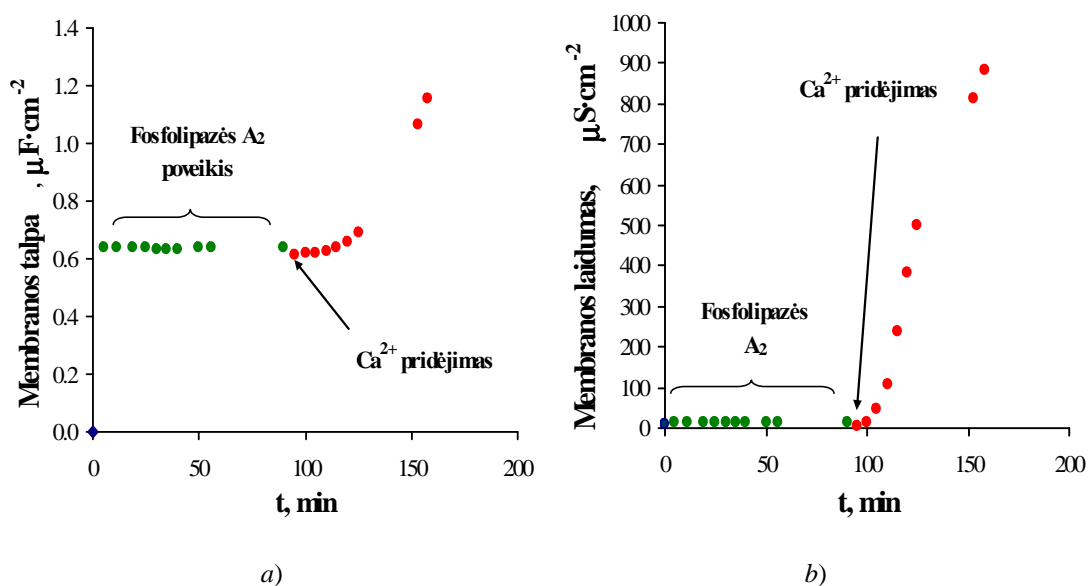 1.4
1.2
1.0
0.8
0.6
0.4
0.2
0.0
Membranos talpa , μF·cm⁻²
Fosfolipazės A₂
poveikis
Ca²⁺ pridėjimas
0 50 100 150 200
t, min
a)
1000
900
800
700
600
500
400
300
200
100
0
Membranos laidumas, μS·cm⁻²
Ca²⁺ pridėjimas
Fosfolipazės
A₂
0 50 100 150 200
t, min
b)